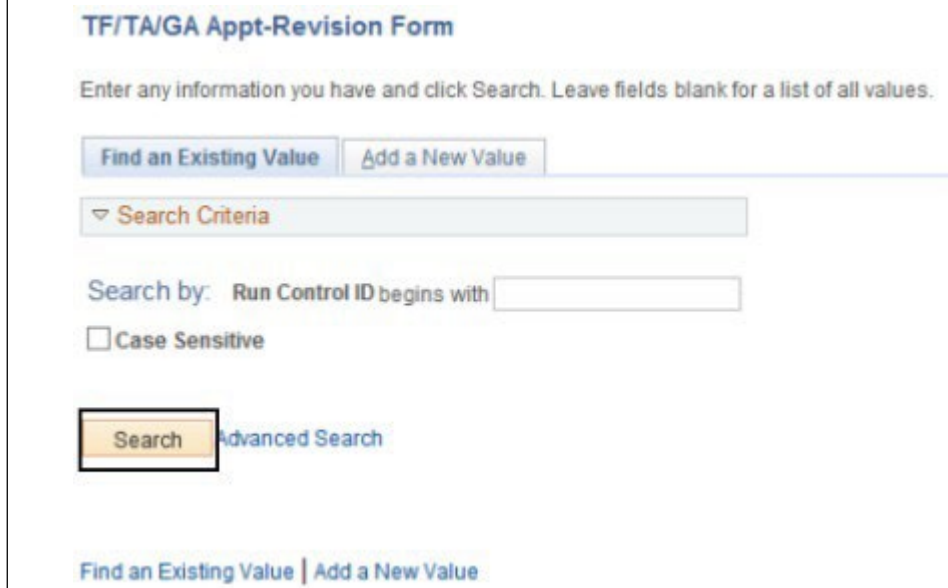 TF/TA/GA Appt-Revision Form
Enter any information you have and click Search. Leave fields blank for a list of all values.
Find an Existing Value Add a New Value
Search Criteria
Search by: Run Control ID begins with
Case Sensitive
Search Advanced Search
Find an Existing Value | Add a New Value